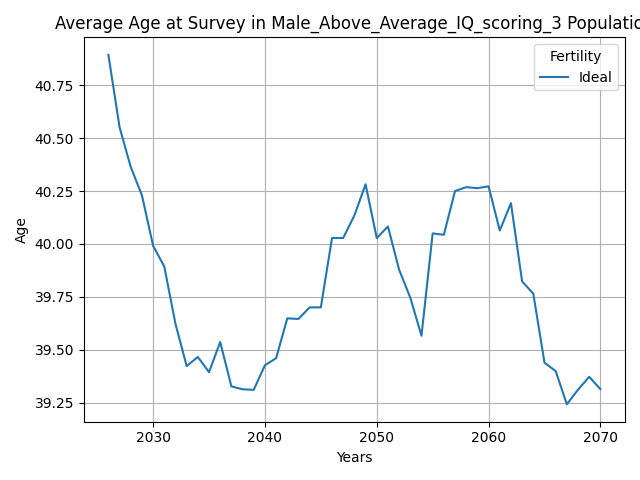 Average Age at Survey in Male_Above_Average_IQ_scoring_3 Populatio
Fertility
Ideal
40.75
40.50
40.25
40.00
39.75
39.50
39.25
Age
2030 2040 2050 2060 2070
Years